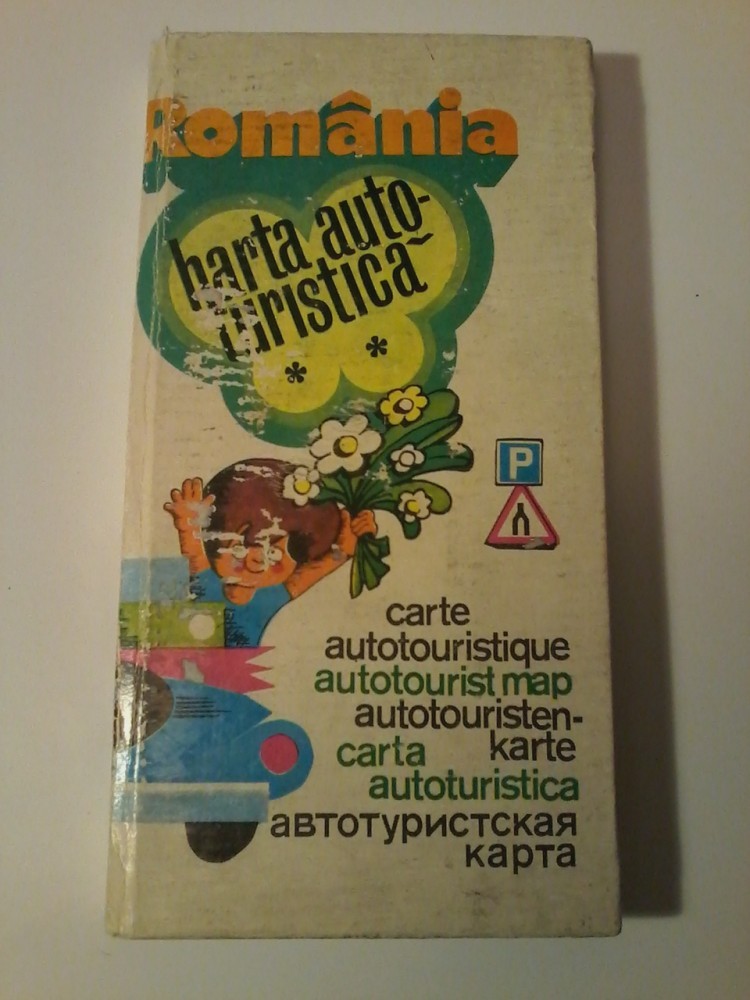 România
harta auto-
turistică
* *
P
carte
autotouristique
autotourist map
autotouristen-
karte
carta
autoturistica
автотуристская
карта